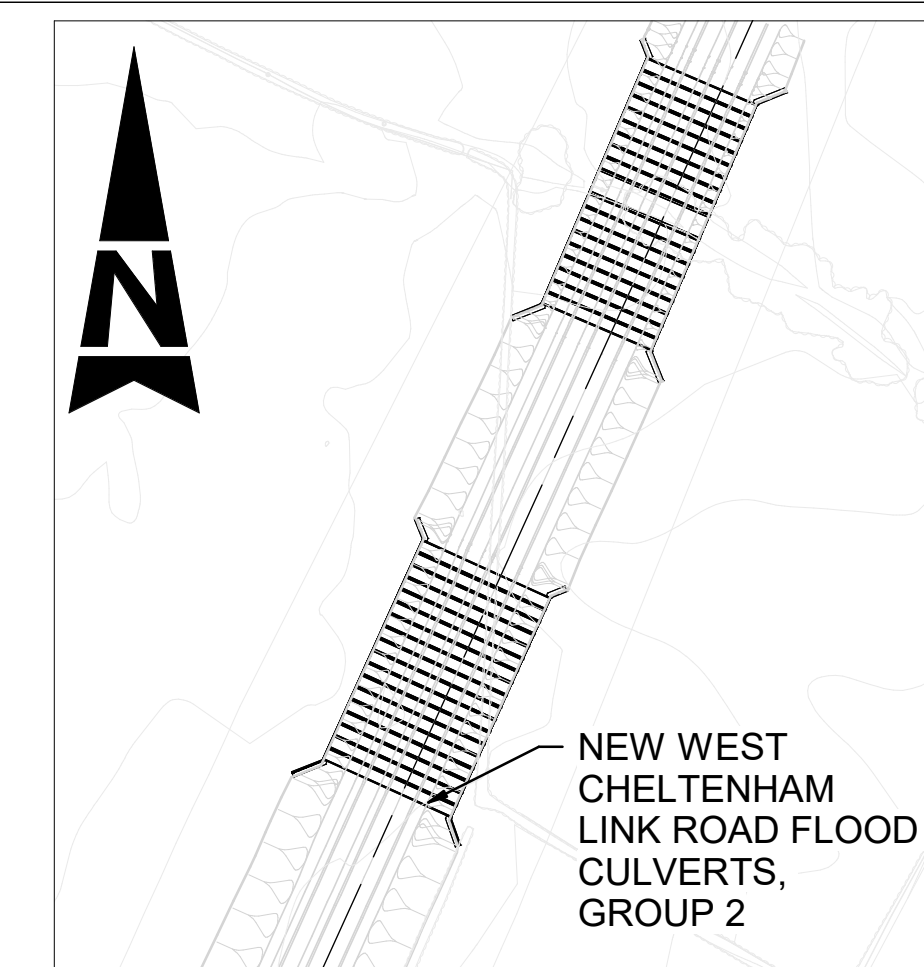 N
NEW WEST
CHELTENHAM
LINK ROAD FLOOD
CULVERTS,
GROUP 2